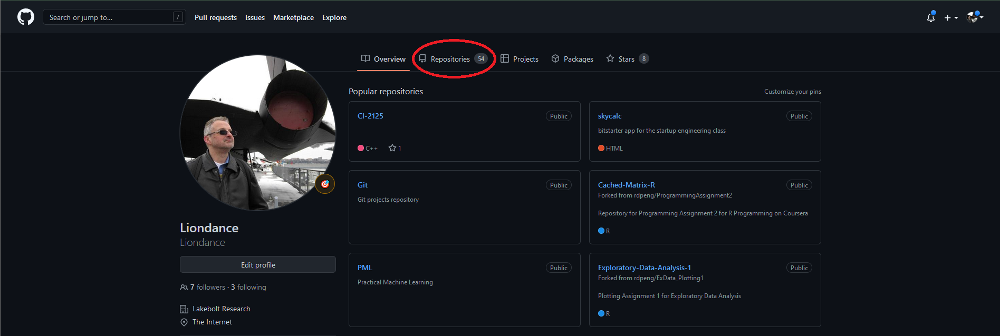 Search or jump to... /
Pull requests
Issues
Marketplace
Explore
Overview
Repositories 54
Projects
Packages
Stars 8
Liondance
Liondance
Edit profile
7 followers · 3 following
Lakebolt Research
The Internet
Popular repositories
Customize your pins
CI-2125
Public
C++
1
skycalc
Public
bitstarter app for the startup engineering class
HTML
Git
Public
Git projects repository
Cached-Matrix-R
Public
Forked from rdpeng/ProgrammingAssignment2
Repository for Programming Assignment 2 for R Programming on Coursera
R
PML
Public
Practical Machine Learning
Exploratory-Data-Analysis-1
Public
Forked from rdpeng/ExData_Plotting1
Plotting Assignment 1 for Exploratory Data Analysis
R